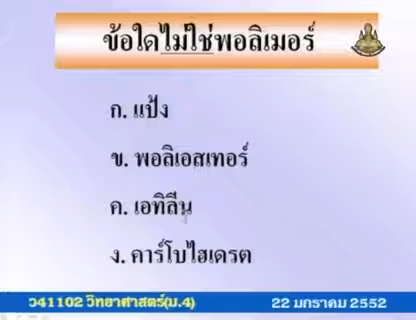 ข้อใดไม่ใช่พอลิเมอร์
ก. แป้ง
ข. พอลิเอสเทอร์
ค. เอทิลีน
ง. คาร์โบไฮเดรต
ว41102 วิทยาศาสตร์(ม.4) 22 มกราคม 2552